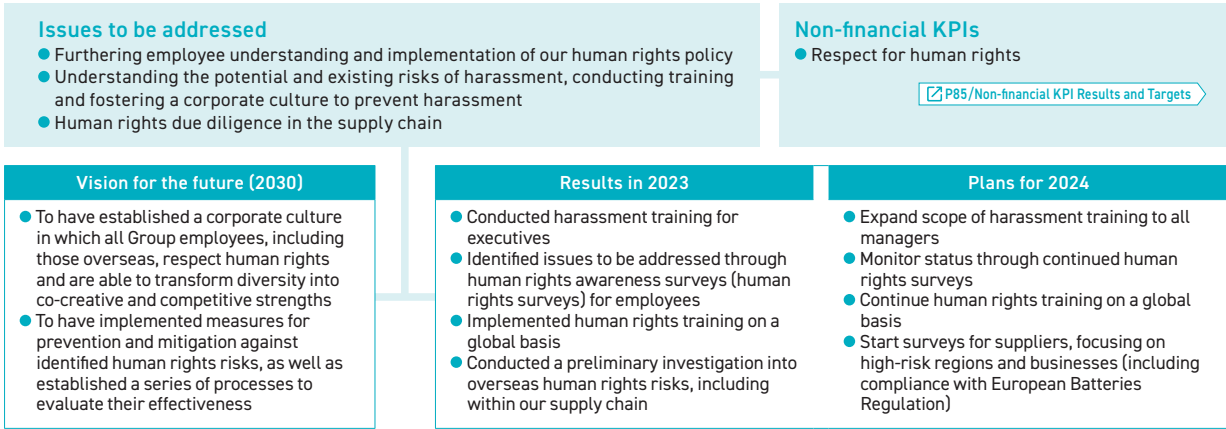 Issues to be addressed
● Furthering employee understanding and implementation of our human rights policy
● Understanding the potential and existing risks of harassment, conducting training
and fostering a corporate culture to prevent harassment
● Human rights due diligence in the supply chain
Non-financial KPIs
● Respect for human rights
P85/Non-financial KPI Results and Targets
Vision for the future (2030)
● To have established a corporate culture
in which all Group employees, including
those overseas, respect human rights
and are able to transform diversity into
co-creative and competitive strengths
● To have implemented measures for
prevention and mitigation against
identified human rights risks, as well as
established a series of processes to
evaluate their effectiveness
Results in 2023
● Conducted harassment training for
executives
● Identified issues to be addressed through
human rights awareness surveys (human
rights surveys) for employees
● Implemented human rights training on a
global basis
● Conducted a preliminary investigation into
overseas human rights risks, including
within our supply chain
Plans for 2024
● Expand scope of harassment training to all
managers
● Monitor status through continued human
rights surveys
● Continue human rights training on a global
basis
● Start surveys for suppliers, focusing on
high-risk regions and businesses (including
compliance with European Batteries
Regulation)